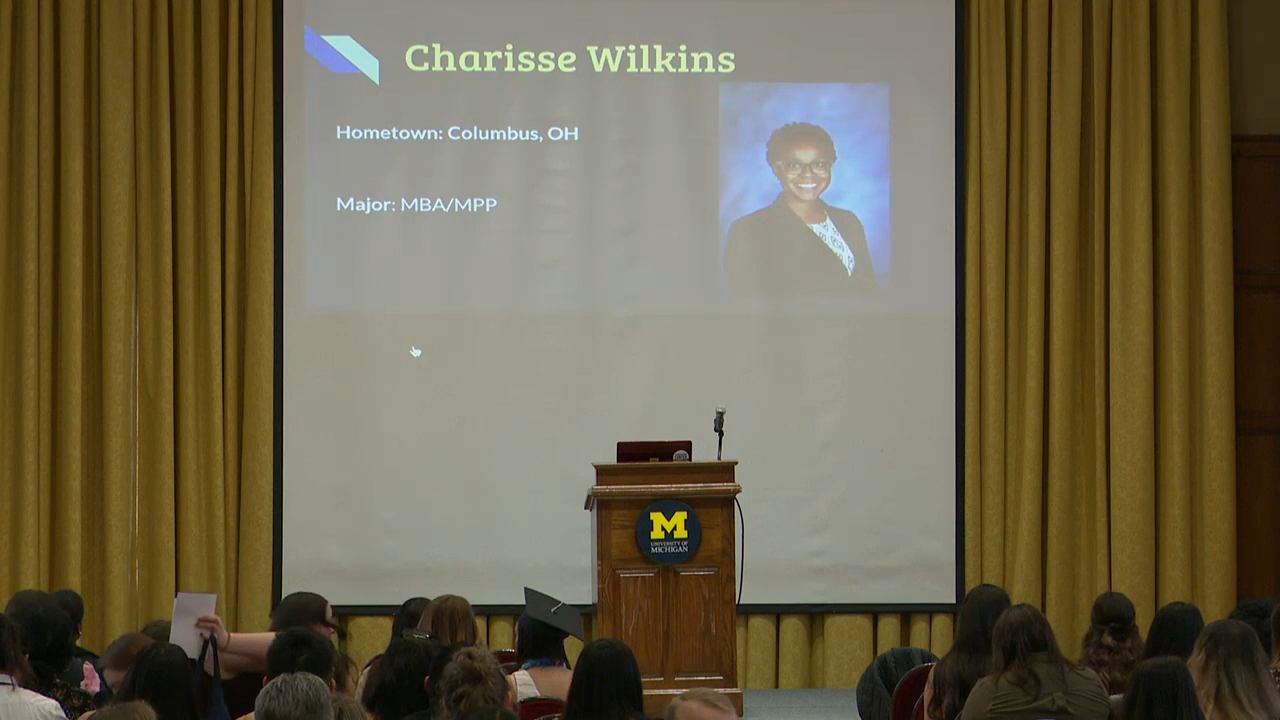 Charisse Wilkins
Hometown: Columbus, OH
Major: MBA/MPP
M
UNIVERSITY OF
MICHIGAN